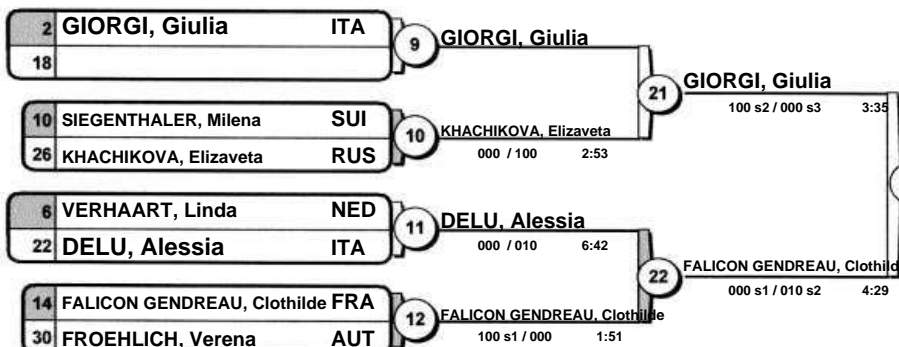 2 GIORGI, Giulia ITA
18
9
GIORGI, Giulia
10 SIEGENTHALER, Milena SUI
26 KHACHIKOVA, Elizaveta RUS
10
KHACHIKOVA, Elizaveta
000 / 100 2:53
21
GIORGI, Giulia
100 s2 / 000 s3 3:35
6 VERHAART, Linda NED
22 DELU, Alessia ITA
11
DELU, Alessia
000 / 010 6:42
14 FALICON GENDREAU, Clothilde FRA
30 FROEHLICH, Verena AUT
12
FALICON GENDREAU, Clothilde
100 s1 / 000 1:51
22
FALICON GENDREAU, Clothild
000 s1 / 010 s2 4:29